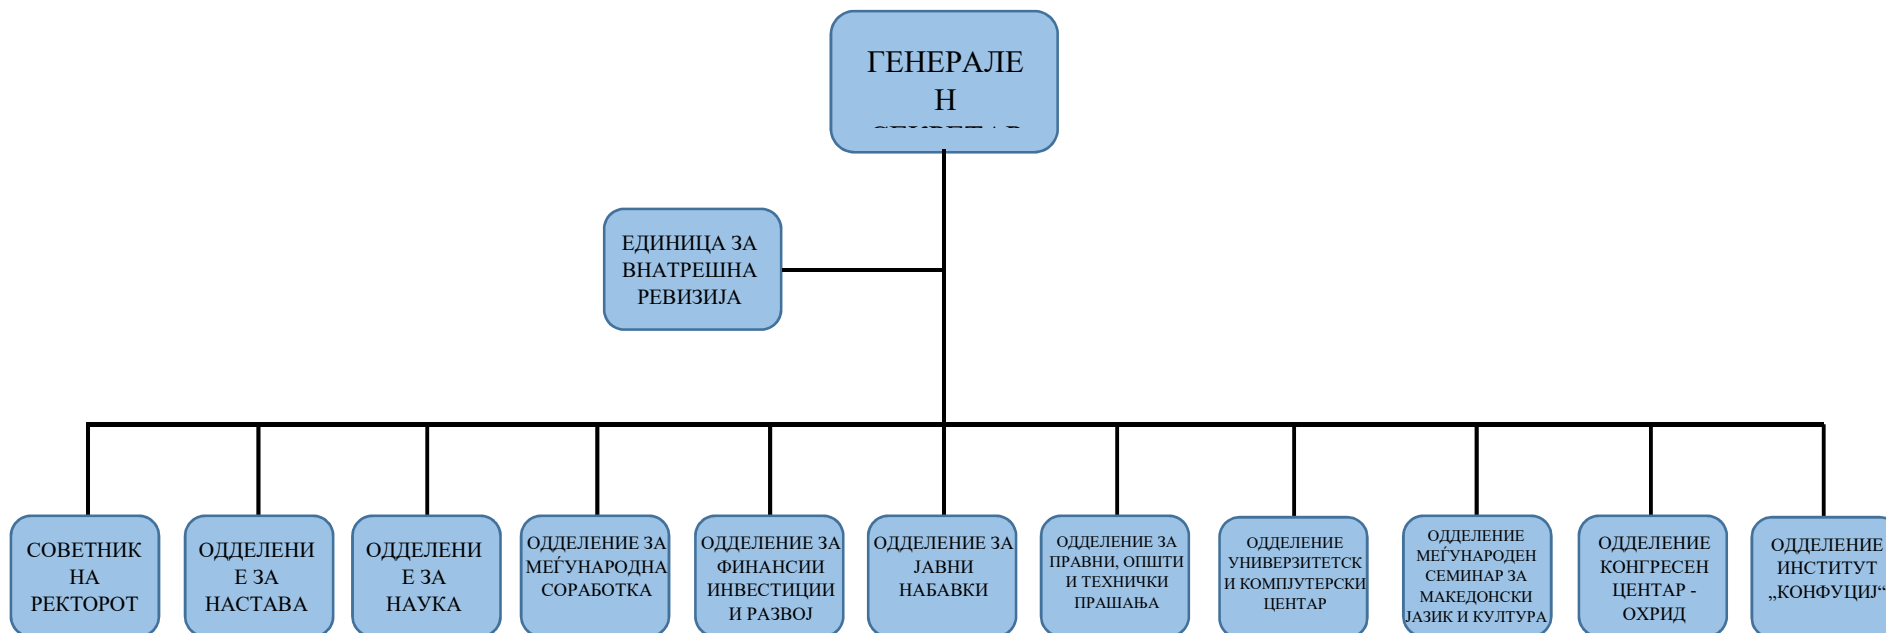 ГЕНЕРАЛЕ
Н
СЕКРЕТАР
ЕДИНИЦА ЗА
ВНАТРЕШНА
РЕВИЗИЈА
СОВЕТНИК
НА
РЕКТОРОТ
ОДДЕЛЕНИ
Е ЗА
НАСТАВА
ОДДЕЛЕНИ
Е ЗА
НАУКА
ОДДЕЛЕНИЕ ЗА
МЕЃУНАРОДНА
СОРАБОТКА
ОДДЕЛЕНИЕ ЗА
ФИНАНСИИ
ИНВЕСТИЦИИ
И РАЗВОЈ
ОДДЕЛЕНИЕ ЗА
ЈАВНИ
НАБАВКИ
ОДДЕЛЕНИЕ ЗА
ПРАВНИ, ОПШТИ
И ТЕХНИЧКИ
ПРАШАЊА
ОДДЕЛЕНИЕ
УНИВЕРЗИТЕТСК
И КОМПЈУТЕРСКИ
ЦЕНТАР
ОДДЕЛЕНИЕ
МЕЃУНАРОДЕН
СЕМИНАР ЗА
МАКЕДОНСКИ
ЈАЗИК И КУЛТУРА
ОДДЕЛЕНИЕ
КОНГРЕСЕН
ЦЕНТАР -
ОХРИД
ОДДЕЛЕНИЕ
ИНСТИТУТ
„КОНФУЦИЈ“